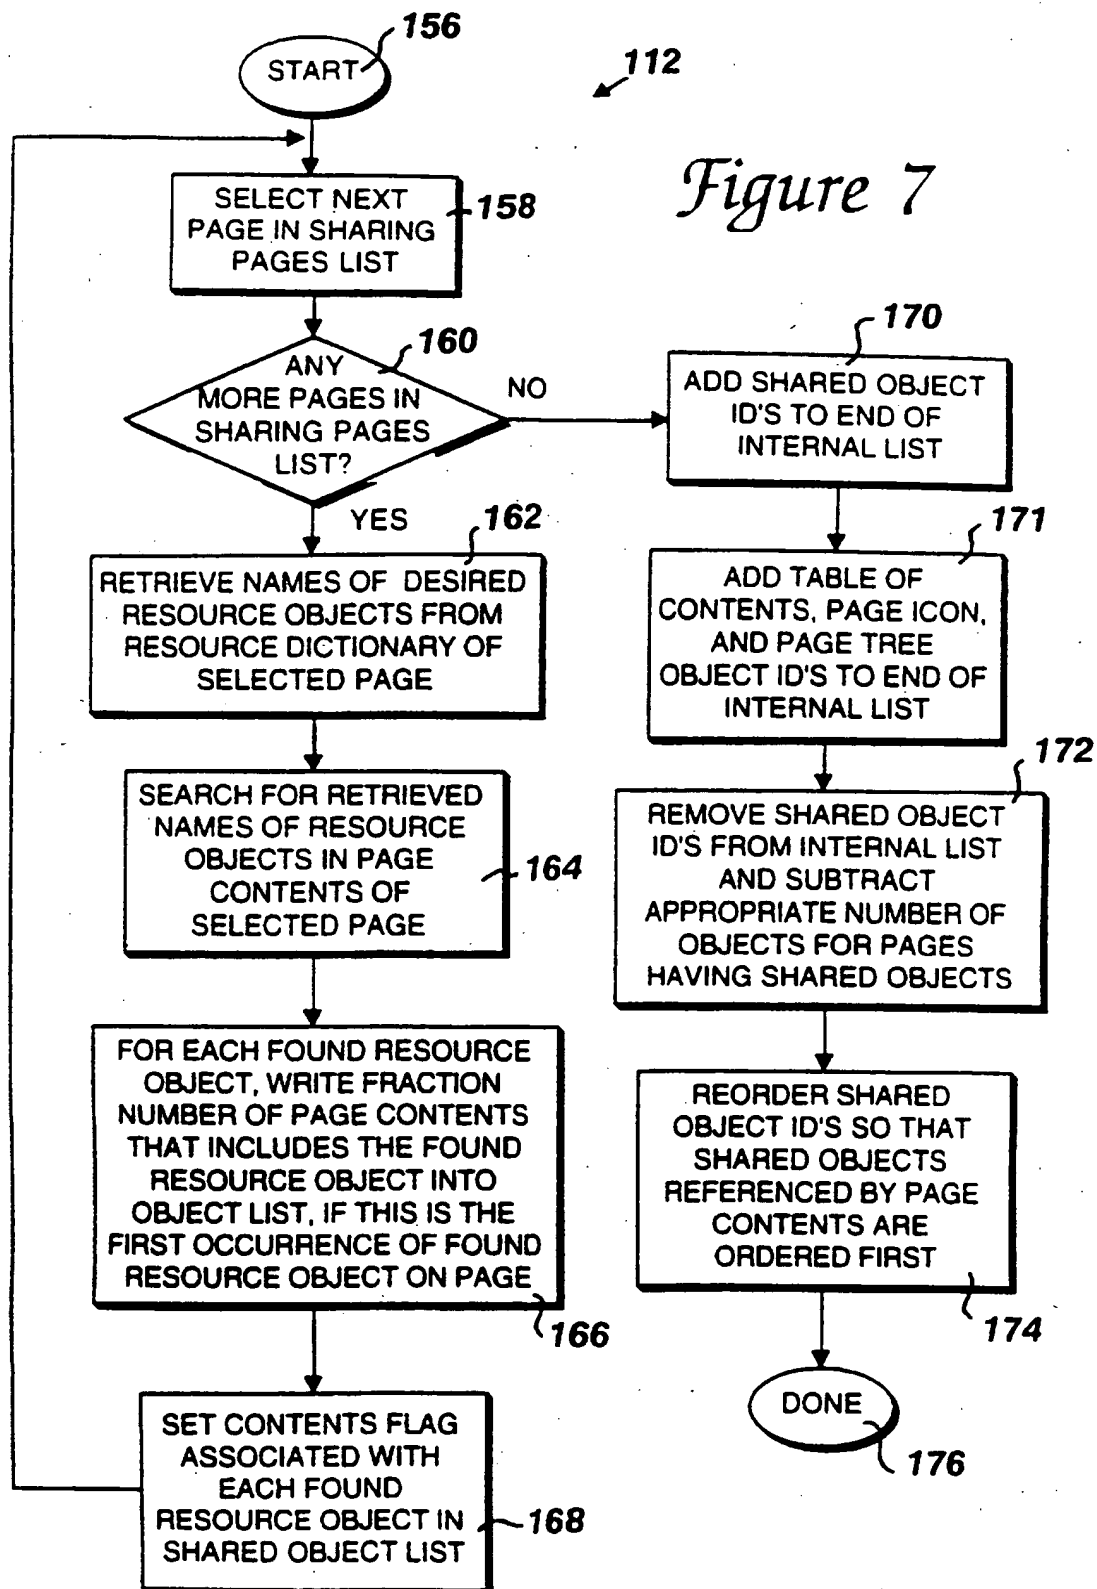 156
START
112
Figure 7
SELECT NEXT
PAGE IN SHARING
PAGES LIST
158
ANY
MORE PAGES IN
SHARING PAGES
LIST?
160
NO
YES
162
RETRIEVE NAMES OF DESIRED
RESOURCE OBJECTS FROM
RESOURCE DICTIONARY OF
SELECTED PAGE
SEARCH FOR RETRIEVED
NAMES OF RESOURCE
OBJECTS IN PAGE
CONTENTS OF
SELECTED PAGE
164
FOR EACH FOUND RESOURCE
OBJECT, WRITE FRACTION
NUMBER OF PAGE CONTENTS
THAT INCLUDES THE FOUND
RESOURCE OBJECT INTO
OBJECT LIST, IF THIS IS THE
FIRST OCCURRENCE OF FOUND
RESOURCE OBJECT ON PAGE
166
SET CONTENTS FLAG
ASSOCIATED WITH
EACH FOUND
RESOURCE OBJECT IN
SHARED OBJECT LIST
168
170
ADD SHARED OBJECT
ID'S TO END OF
INTERNAL LIST
171
ADD TABLE OF
CONTENTS, PAGE ICON,
AND PAGE TREE
OBJECT ID'S TO END OF
INTERNAL LIST
172
REMOVE SHARED OBJECT
ID'S FROM INTERNAL LIST
AND SUBTRACT
APPROPRIATE NUMBER OF
OBJECTS FOR PAGES
HAVING SHARED OBJECTS
REORDER SHARED
OBJECT ID'S SO THAT
SHARED OBJECTS
REFERENCED BY PAGE
CONTENTS ARE
ORDERED FIRST
174
DONE
176